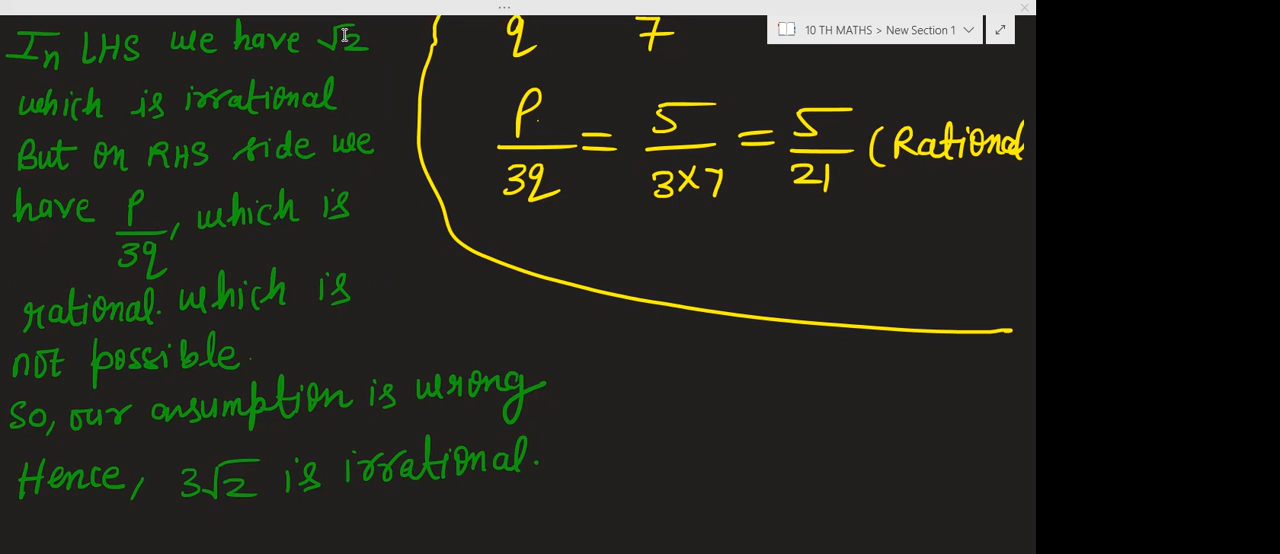 In LHS we have √2
which is irrational
But on RHS side we
have P/3q, which is
rational. which is
not possible.
So, our assumption is wrong
Hence, 3√2 is irrational.
10 TH MATHS > New Section 1
q 7
P/3q = 5/3×7 = 5/21 (Rational